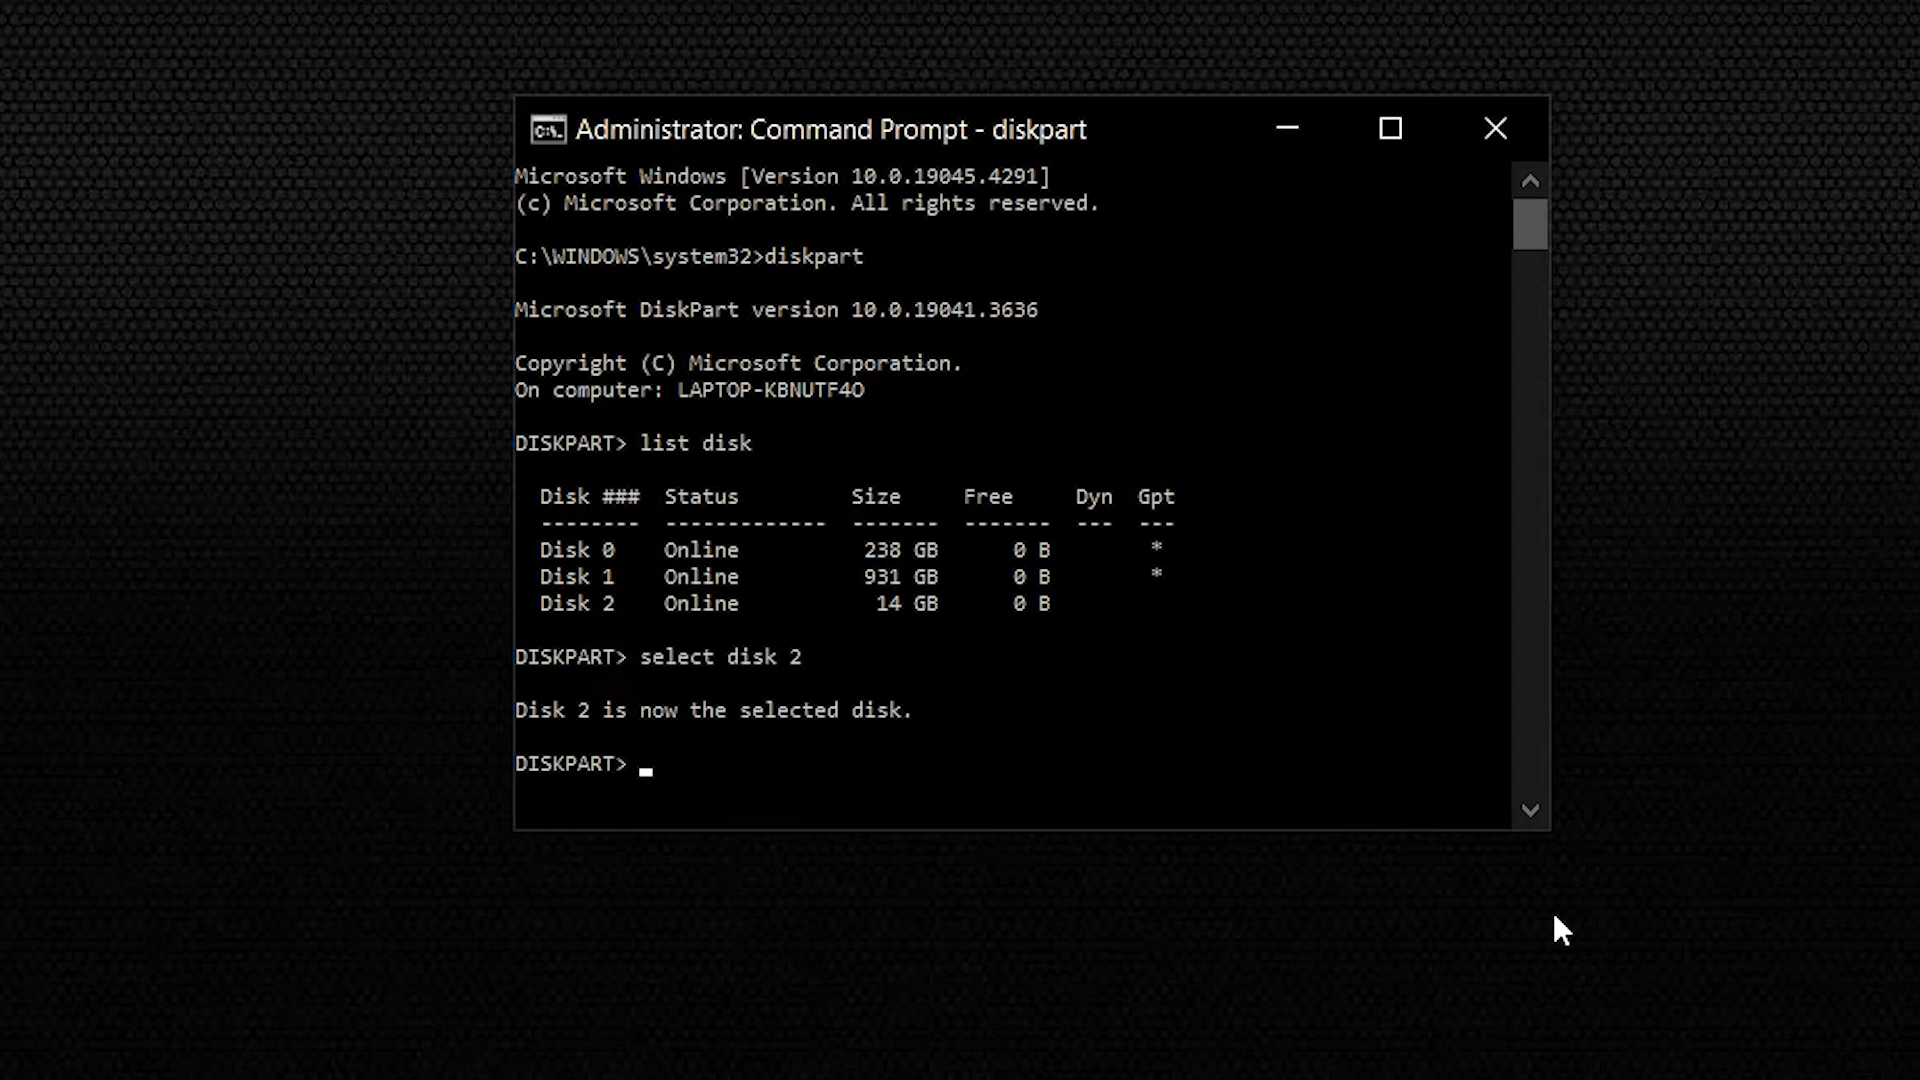 Administrator: Command Prompt - diskpart
Microsoft Windows [Version 10.0.19045.4291]
(c) Microsoft Corporation. All rights reserved.
C:\WINDOWS\system32>diskpart
Microsoft DiskPart version 10.0.19041.3636
Copyright (C) Microsoft Corporation.
On computer: LAPTOP-KBNUTF4O
DISKPART> list disk
Disk ### Status Size Free Dyn Gpt
-------- ------------- ------- ------- --- ---
Disk 0 Online 238 GB 0 B *
Disk 1 Online 931 GB 0 B *
Disk 2 Online 14 GB 0 B
DISKPART> select disk 2
Disk 2 is now the selected disk.
DISKPART>